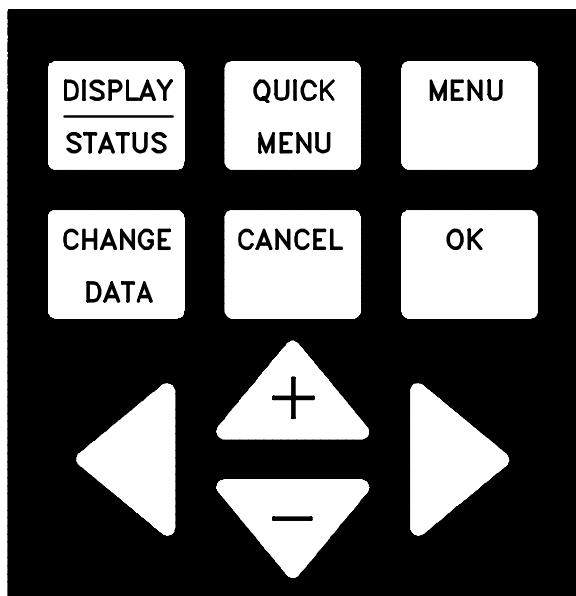 DISPLAY
STATUS
QUICK
MENU
MENU
CHANGE
DATA
CANCEL
OK
+
−